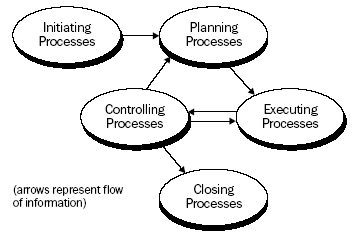 Initiating
Processes
Planning
Processes
Controlling
Processes
Executing
Processes
(arrows represent flow
of information)
Closing
Processes